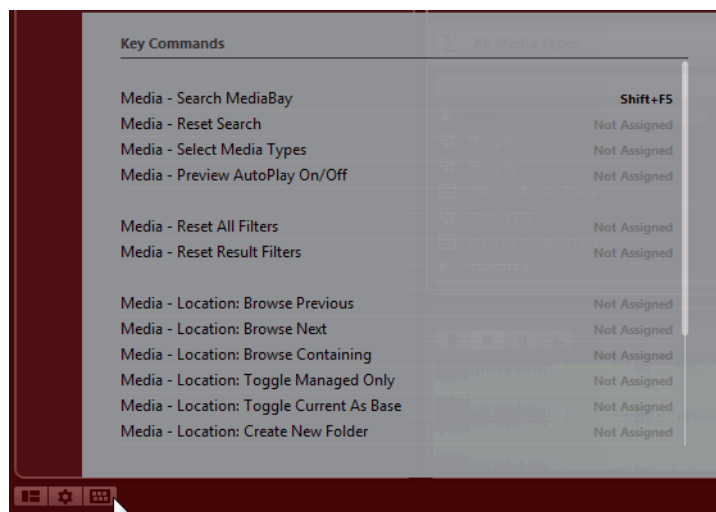 Key Commands
All Media Types
Media - Search MediaBay Shift+F5
Media - Reset Search Not Assigned
Media - Select Media Types Not Assigned
Media - Preview AutoPlay On/Off Not Assigned
Media - Reset All Filters Not Assigned
Media - Reset Result Filters Not Assigned
Media - Location: Browse Previous Not Assigned
Media - Location: Browse Next Not Assigned
Media - Location: Browse Containing Not Assigned
Media - Location: Toggle Managed Only Not Assigned
Media - Location: Toggle Current As Base Not Assigned
Media - Location: Create New Folder Not Assigned